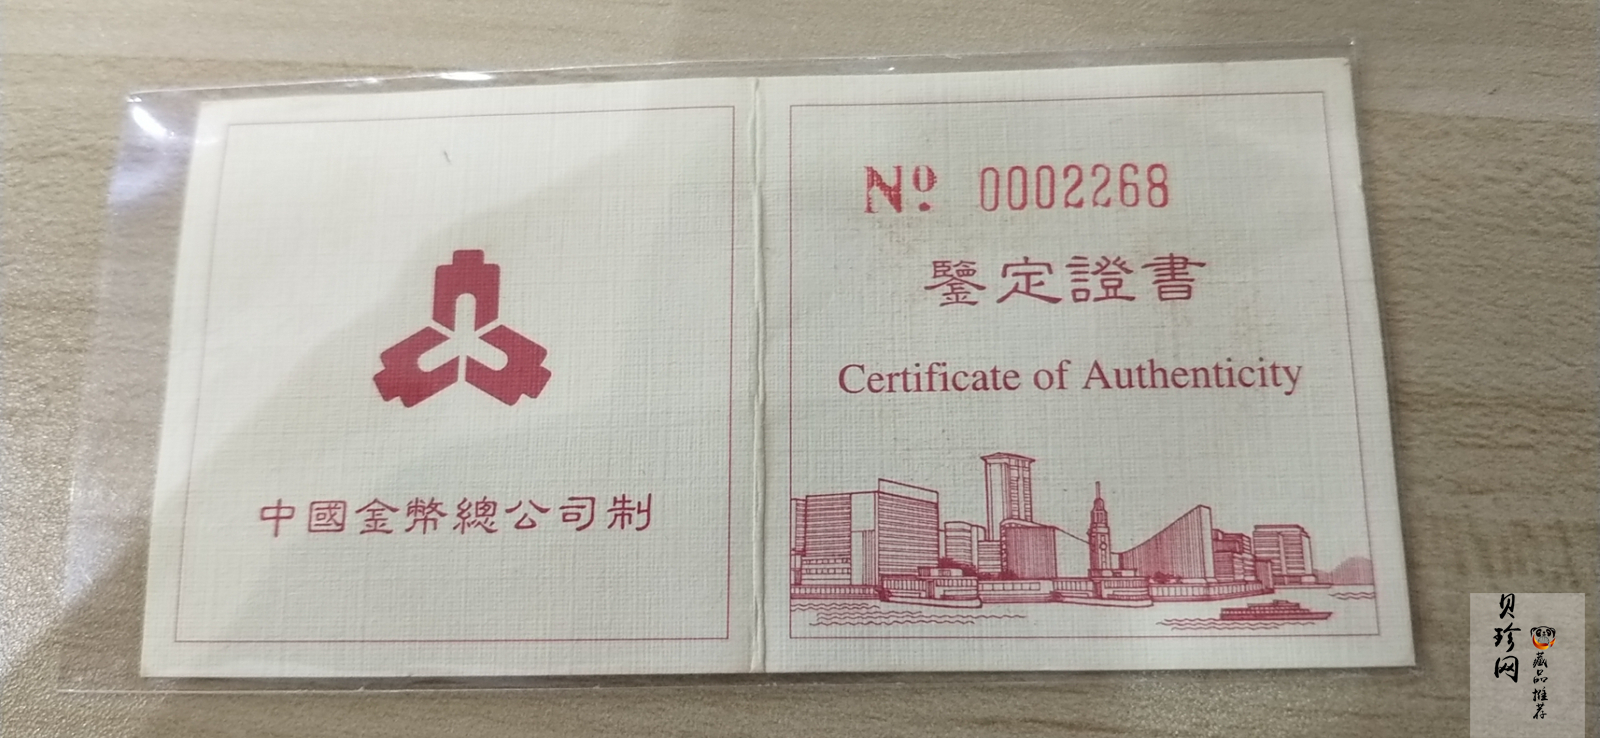 中國金幣總公司制
Nº 0002268
鑒定證書
Certificate of Authenticity
贝珍网
藏品推荐